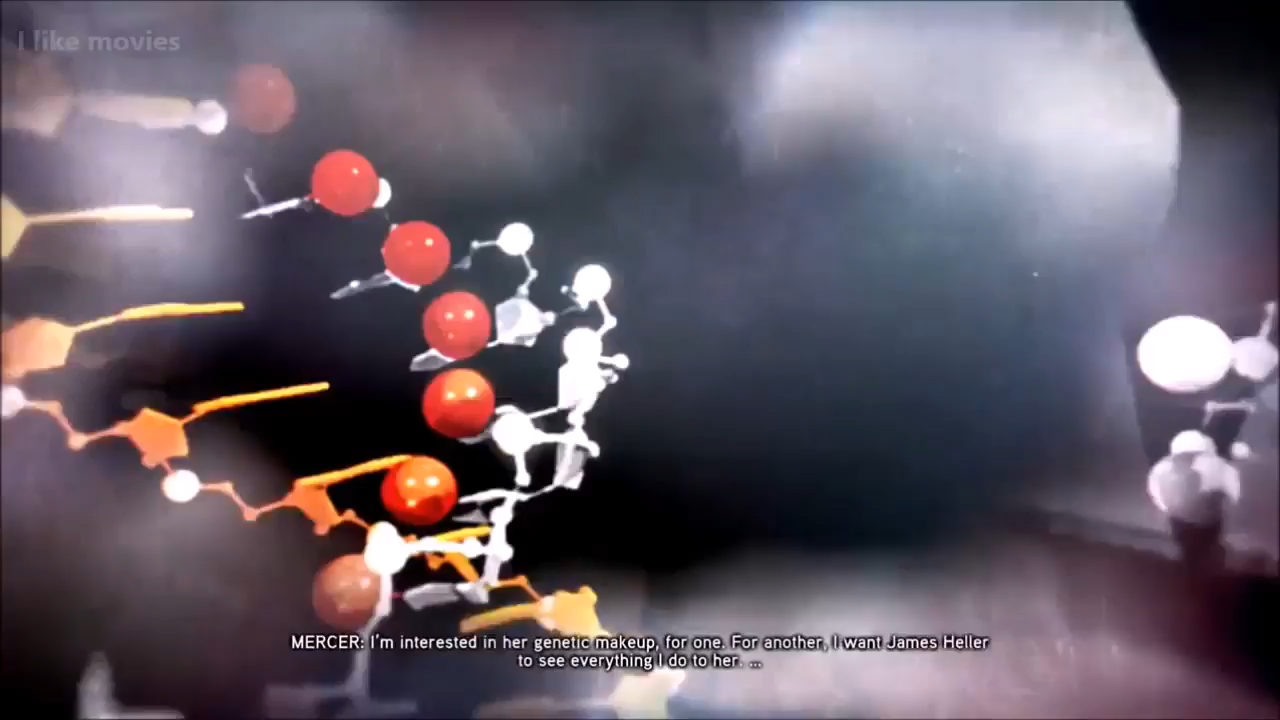 I like movies
MERCER: I'm interested in her genetic makeup, for one. For another, I want James Heller
to see everything I do to her. ...